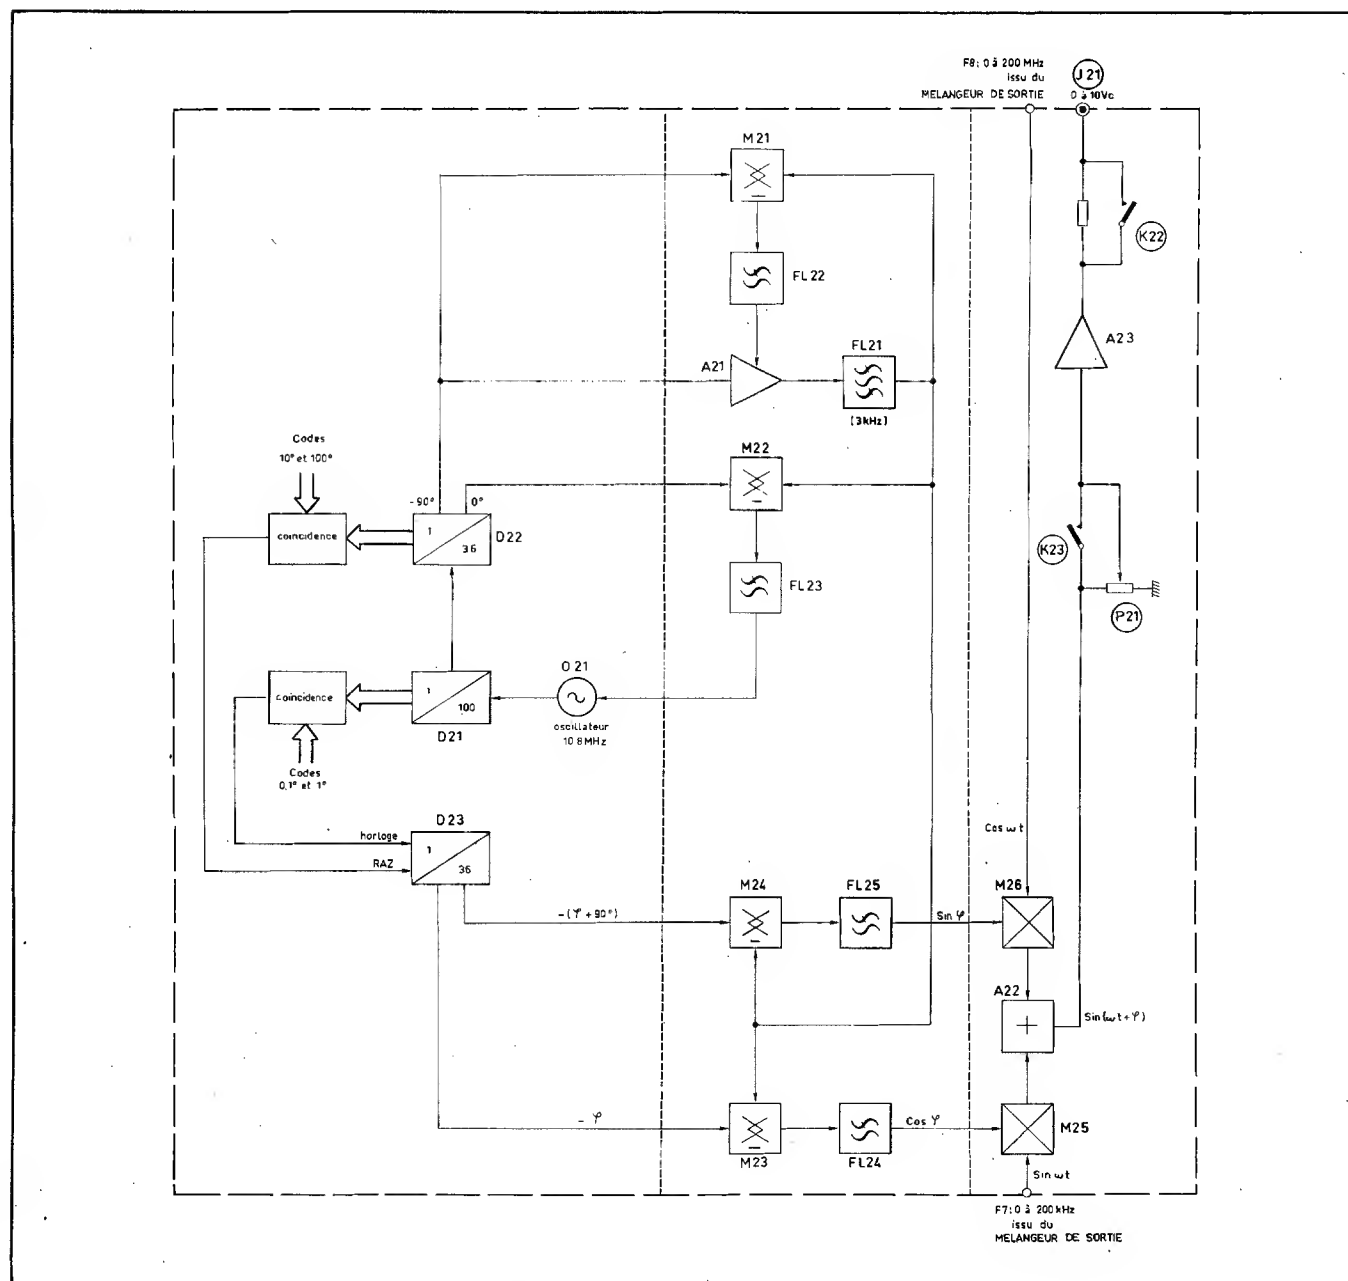 F8: 0 à 200 MHz
issu du
MELANGEUR DE SORTIE
J21
0 à 10Vc
M21
K22
FL22
A23
A21
FL21
(3kHz)
Codes
10° et 100°
M22
-90°
0°
coincidence
1
36
D22
K23
FL23
P21
O21
coincidence
1
100
oscillateur
10 8 MHz
D21
Codes
0,1° et 1°
D23
horloge
1
RAZ
36
Cos ωt
M24
FL25
M26
-(φ + 90°)
Sin φ
A22
+
Sin(ωt + φ)
- φ
Cos φ
M25
M23
FL24
Sin ωt
F7: 0 à 200 kHz
issu du
MELANGEUR DE SORTIE